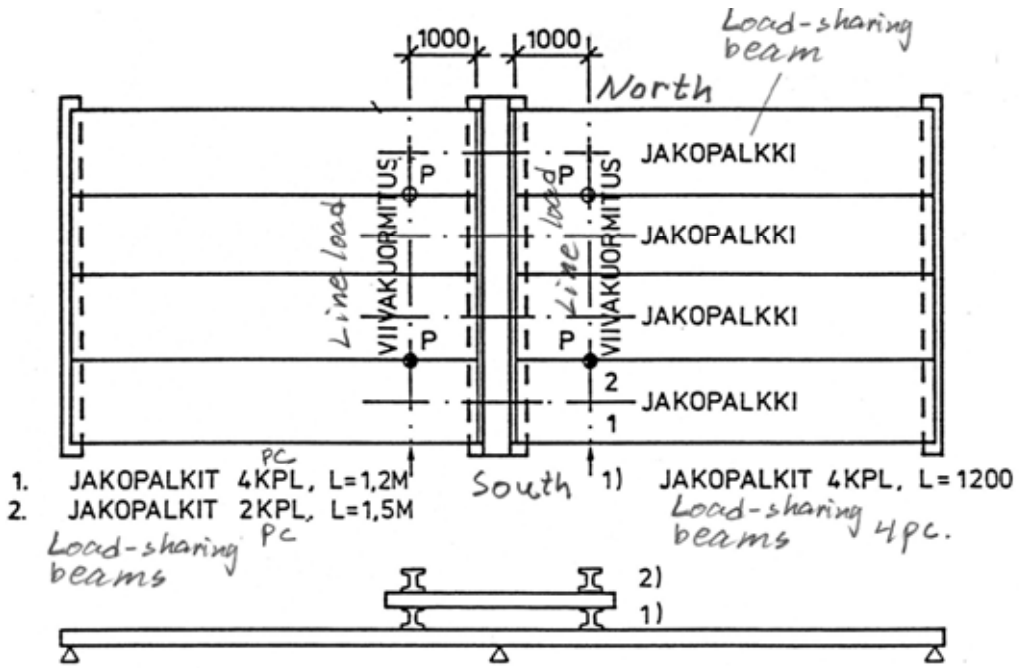 1000 1000 Load-sharing beam
North
JAKOPALKKI
P P
Line load VIIVAKUORMITUS Line load VIIVAKUORMITUS
JAKOPALKKI
JAKOPALKKI
P P
2 JAKOPALKKI
1
pc
1. JAKOPALKIT 4KPL, L=1,2M South 1) JAKOPALKIT 4KPL, L=1200
2. JAKOPALKIT 2KPL, L=1,5M
pc
Load-sharing beams
Load-sharing beams 4pc.
2)
1)